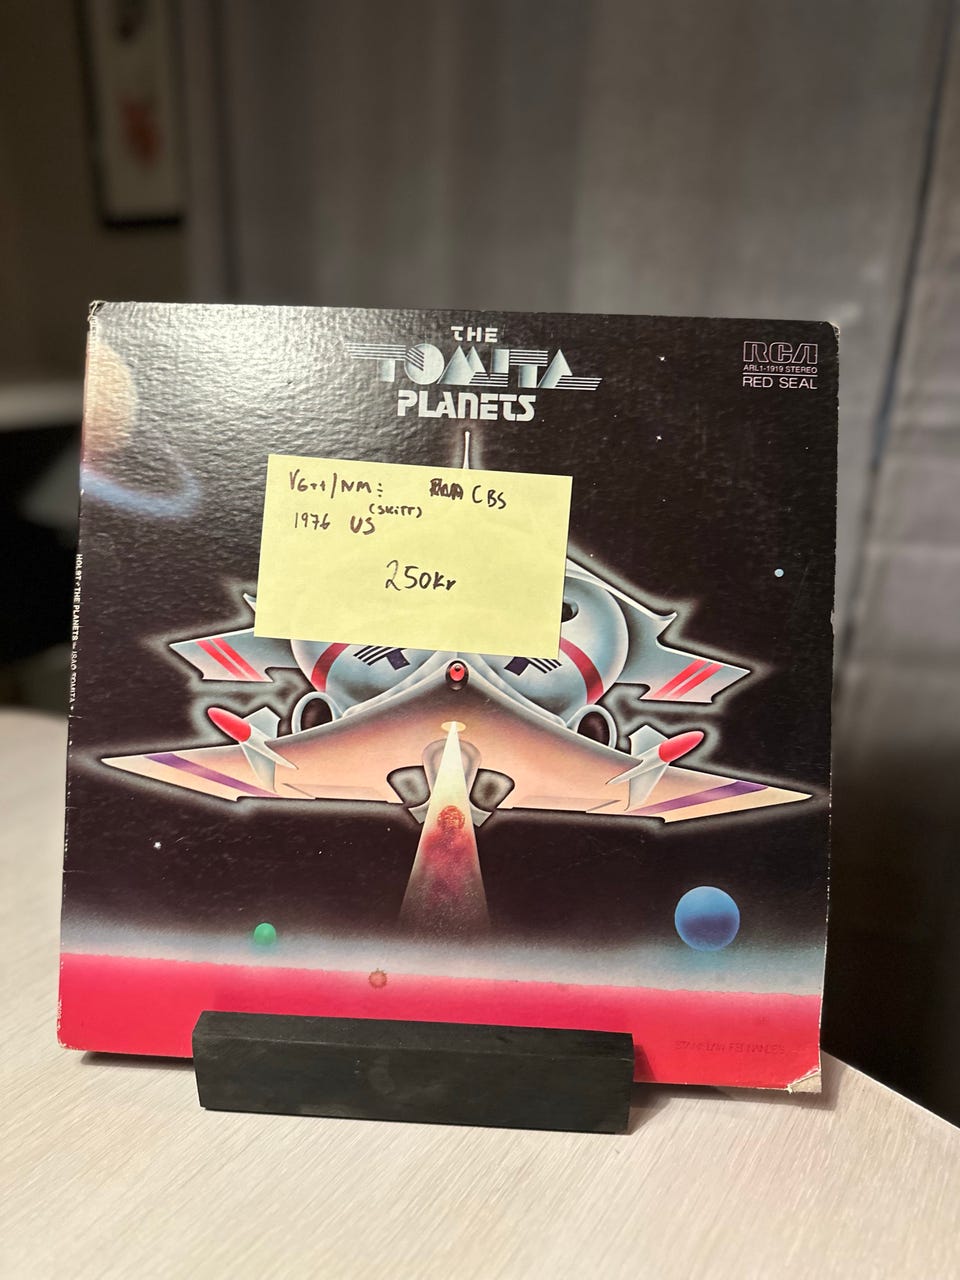 THE
TOMITA
PLANETS
RCA
ARL1-1919 STEREO
RED SEAL
VG++/NM: CBS
(SKITT)
1976 US
250Kr
HOLST: THE PLANETS – ISAO TOMITA
STANISLAW FERNANDES